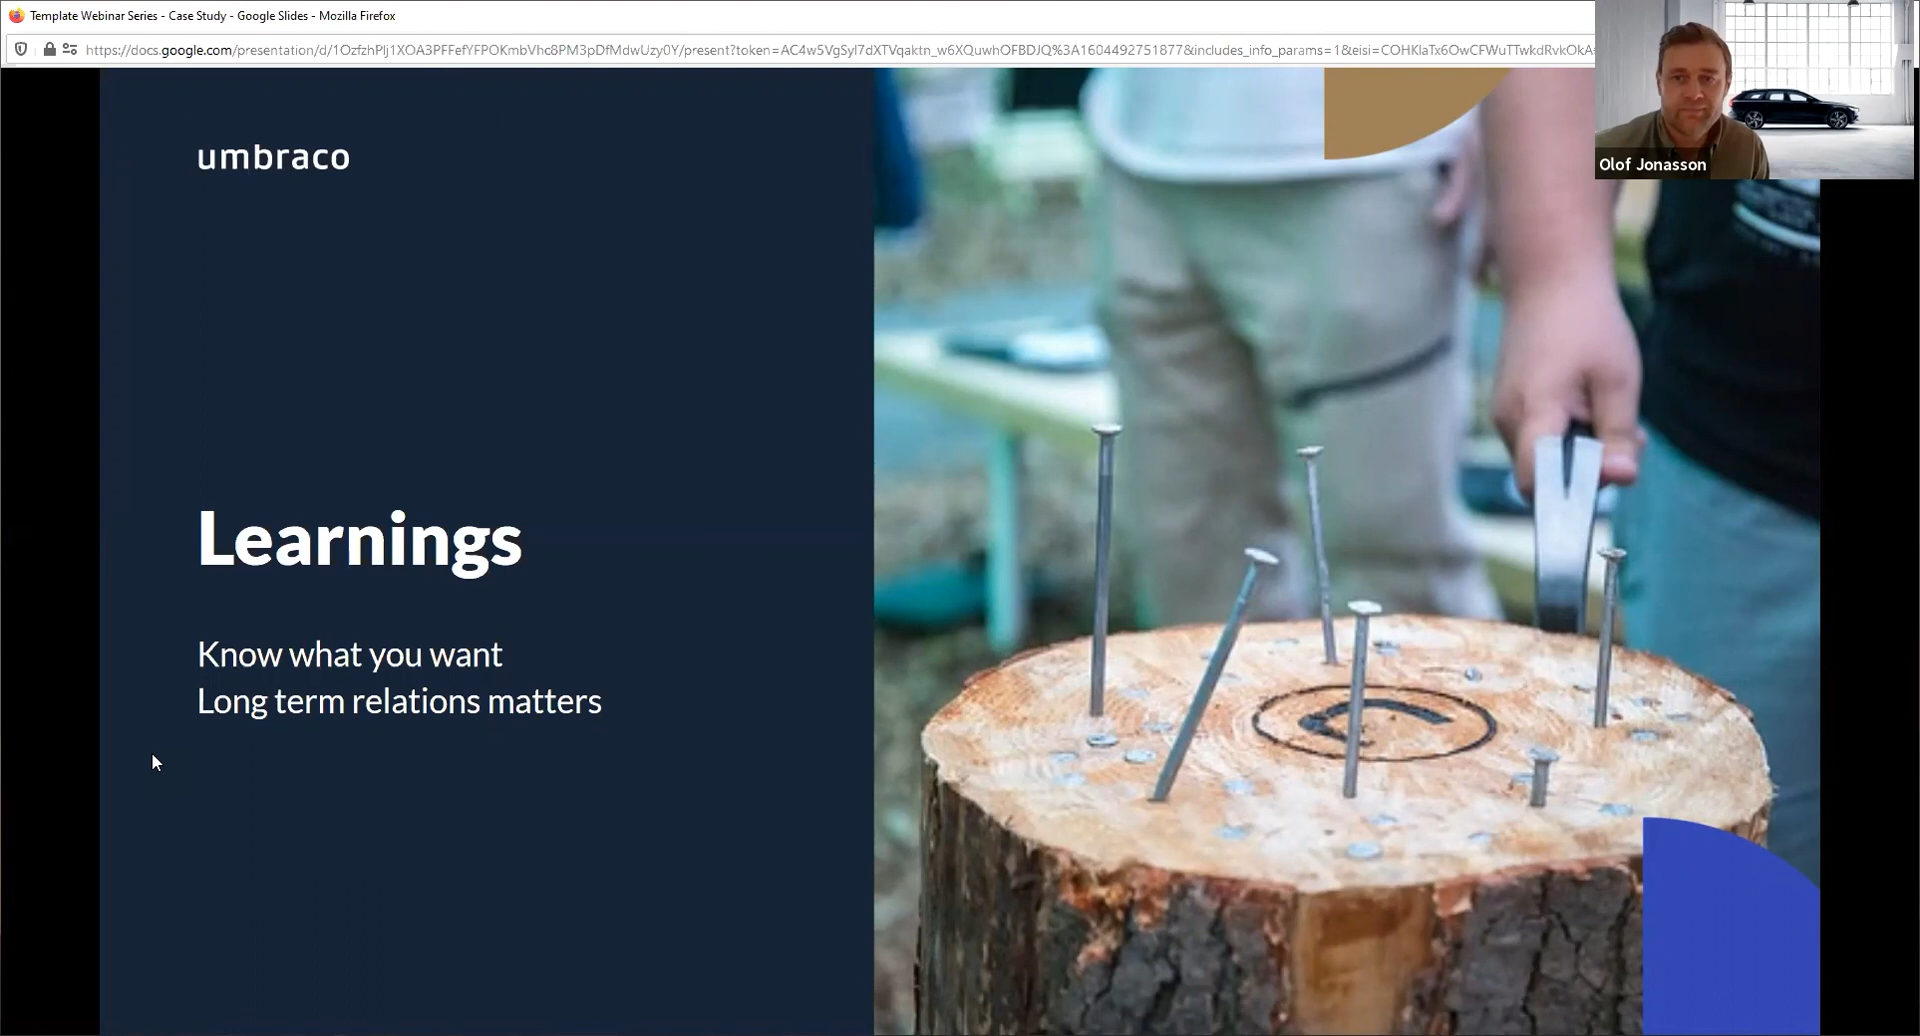 Template Webinar Series - Case Study - Google Slides - Mozilla Firefox
https://docs.google.com/presentation/d/1OzfzhPlj1XOA3PFFefYFPOKmbVhc8PM3pDfMdwUzy0Y/present?token=AC4w5VgSyl7dXTVqaktn_w6XQuwhOFBDJQ%3A1604492751877&includes_info_params=1&eisi=COHKlaTx6OwCFWuTTwkdRvkOkA
Olof Jonasson
umbraco
Learnings
Know what you want
Long term relations matters